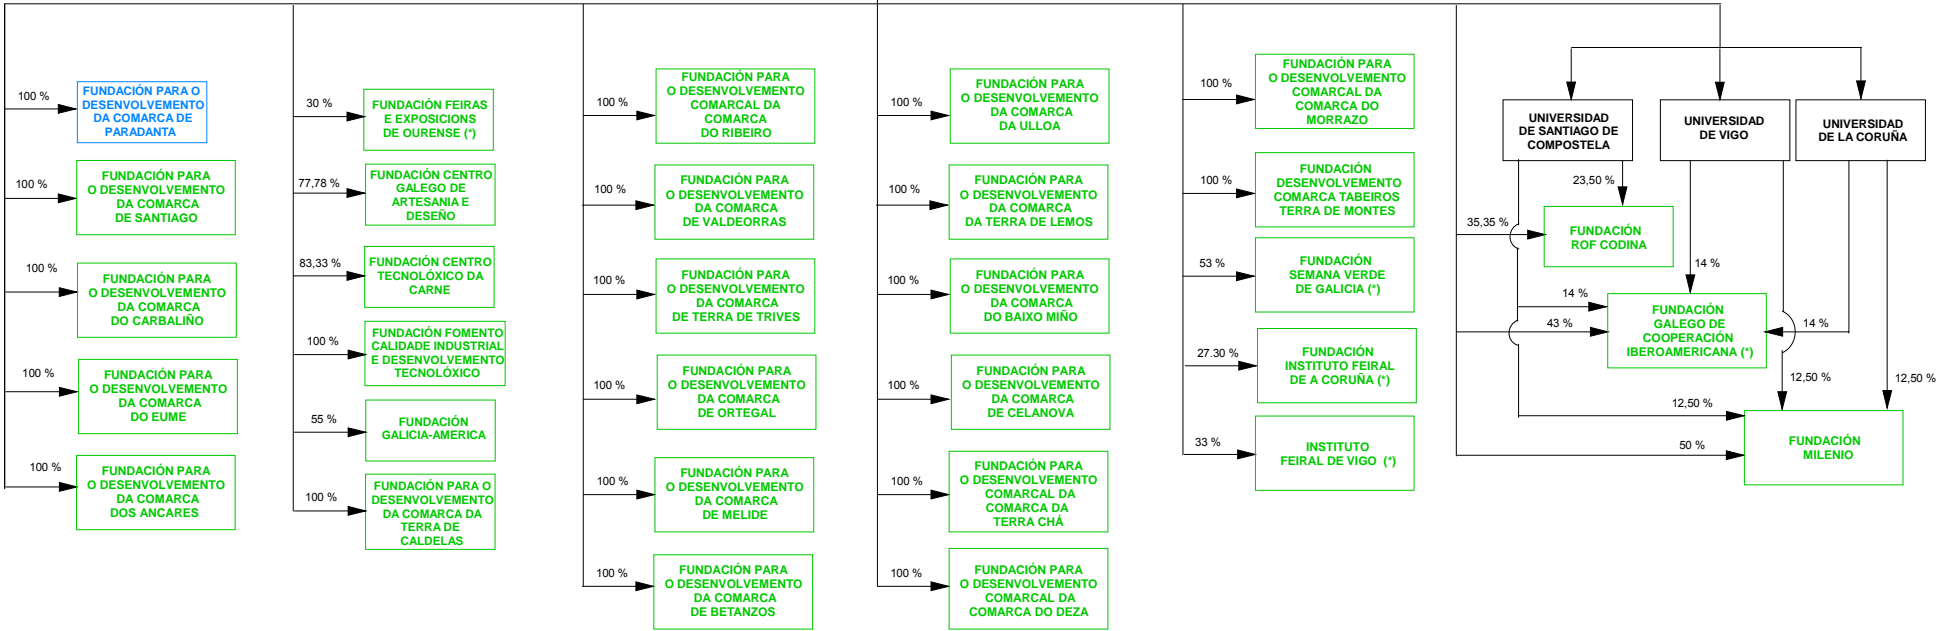 100 %
FUNDACIÓN PARA O
DESENVOLVEMENTO
DA COMARCA DE
PARADANTA
100 %
FUNDACIÓN PARA
O DESENVOLVEMENTO
DA COMARCA
DE SANTIAGO
100 %
FUNDACIÓN PARA
O DESENVOLVEMENTO
DA COMARCA
DO CARBALIÑO
100 %
FUNDACIÓN PARA
O DESENVOLVEMENTO
DA COMARCA
DO EUME
100 %
FUNDACIÓN PARA
O DESENVOLVEMENTO
DA COMARCA
DOS ANCARES
30 %
FUNDACIÓN FEIRAS
E EXPOSICIONS
DE OURENSE (*)
77,78 %
FUNDACIÓN CENTRO
GALEGO DE
ARTESANIA E
DESEÑO
83,33 %
FUNDACIÓN CENTRO
TECNOLÓXICO DA
CARNE
100 %
FUNDACIÓN FOMENTO
CALIDADE INDUSTRIAL
E DESENVOLVEMENTO
TECNOLÓXICO
55 %
FUNDACIÓN
GALICIA-AMERICA
100 %
FUNDACIÓN PARA O
DESENVOLVEMENTO
DA COMARCA DA
TERRA DE
CALDELAS
100 %
FUNDACIÓN PARA
O DESENVOLVEMENTO
COMARCAL DA
COMARCA
DO RIBEIRO
100 %
FUNDACIÓN PARA
O DESENVOLVEMENTO
DA COMARCA
DE VALDEORRAS
100 %
FUNDACIÓN PARA
O DESENVOLVEMENTO
DA COMARCA
DE TERRA DE TRIVES
100 %
FUNDACIÓN PARA
O DESENVOLVEMENTO
DA COMARCA
DE ORTEGAL
100 %
FUNDACIÓN PARA
O DESENVOLVEMENTO
DA COMARCA
DE MELIDE
100 %
FUNDACIÓN PARA
O DESENVOLVEMENTO
DA COMARCA
DE BETANZOS
100 %
FUNDACIÓN PARA
O DESENVOLVEMENTO
DA COMARCA
DA ULLOA
100 %
FUNDACIÓN PARA
O DESENVOLVEMENTO
DA COMARCA
DA TERRA DE LEMOS
100 %
FUNDACIÓN PARA
O DESENVOLVEMENTO
DA COMARCA
DO BAIXO MIÑO
100 %
FUNDACIÓN PARA
O DESENVOLVEMENTO
DA COMARCA
DE CELANOVA
100 %
FUNDACIÓN PARA
O DESENVOLVEMENTO
COMARCAL DA
COMARCA DA
TERRA CHÁ
100 %
FUNDACIÓN PARA
O DESENVOLVEMENTO
COMARCAL DA
COMARCA DO DEZA
100 %
FUNDACIÓN PARA
O DESENVOLVEMENTO
COMARCAL DA
COMARCA DO
MORRAZO
100 %
FUNDACIÓN
DESENVOLVEMENTO
COMARCA TABEIROS
TERRA DE MONTES
53 %
FUNDACIÓN
SEMANA VERDE
DE GALICIA (*)
27.30 %
FUNDACIÓN
INSTITUTO FEIRAL
DE A CORUÑA (*)
33 %
INSTITUTO
FEIRAL DE VIGO (*)
UNIVERSIDAD
DE SANTIAGO DE
COMPOSTELA
UNIVERSIDAD
DE VIGO
UNIVERSIDAD
DE LA CORUÑA
23,50 %
35,35 %
FUNDACIÓN
ROF CODINA
14 %
14 %
43 %
14 %
FUNDACIÓN
GALEGO DE
COOPERACIÓN
IBEROAMERICANA (*)
12,50 %
12,50 %
12,50 %
50 %
FUNDACIÓN
MILENIO